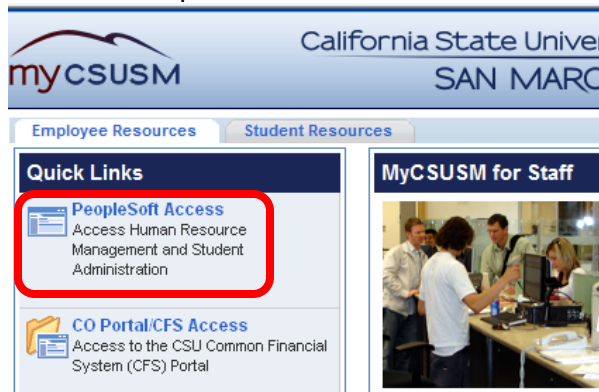 mycsusm
California State Unive
SAN MARC
Employee Resources
Student Resources
Quick Links
PeopleSoft Access
Access Human Resource
Management and Student
Administration
CO Portal/CFS Access
Access to the CSU Common Financial
System (CFS) Portal
MyCSUSM for Staff